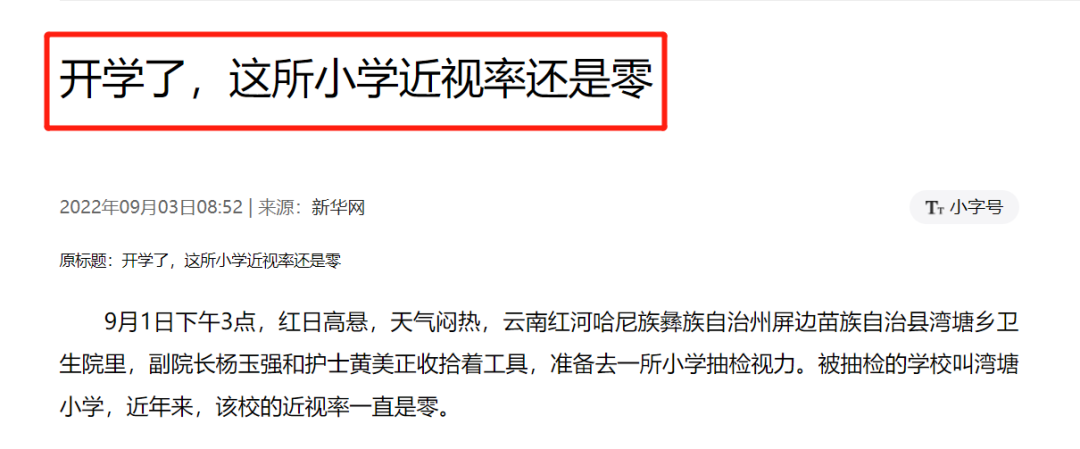 开学了，这所小学近视率还是零
2022年09月03日08:52 | 来源：新华网
TT 小字号
原标题：开学了，这所小学近视率还是零
9月1日下午3点，红日高悬，天气闷热，云南红河哈尼族彝族自治州屏边苗族自治县湾塘乡卫
生院里，副院长杨玉强和护士黄美正收拾着工具，准备去一所小学抽检视力。被抽检的学校叫湾塘
小学，近年来，该校的近视率一直是零。